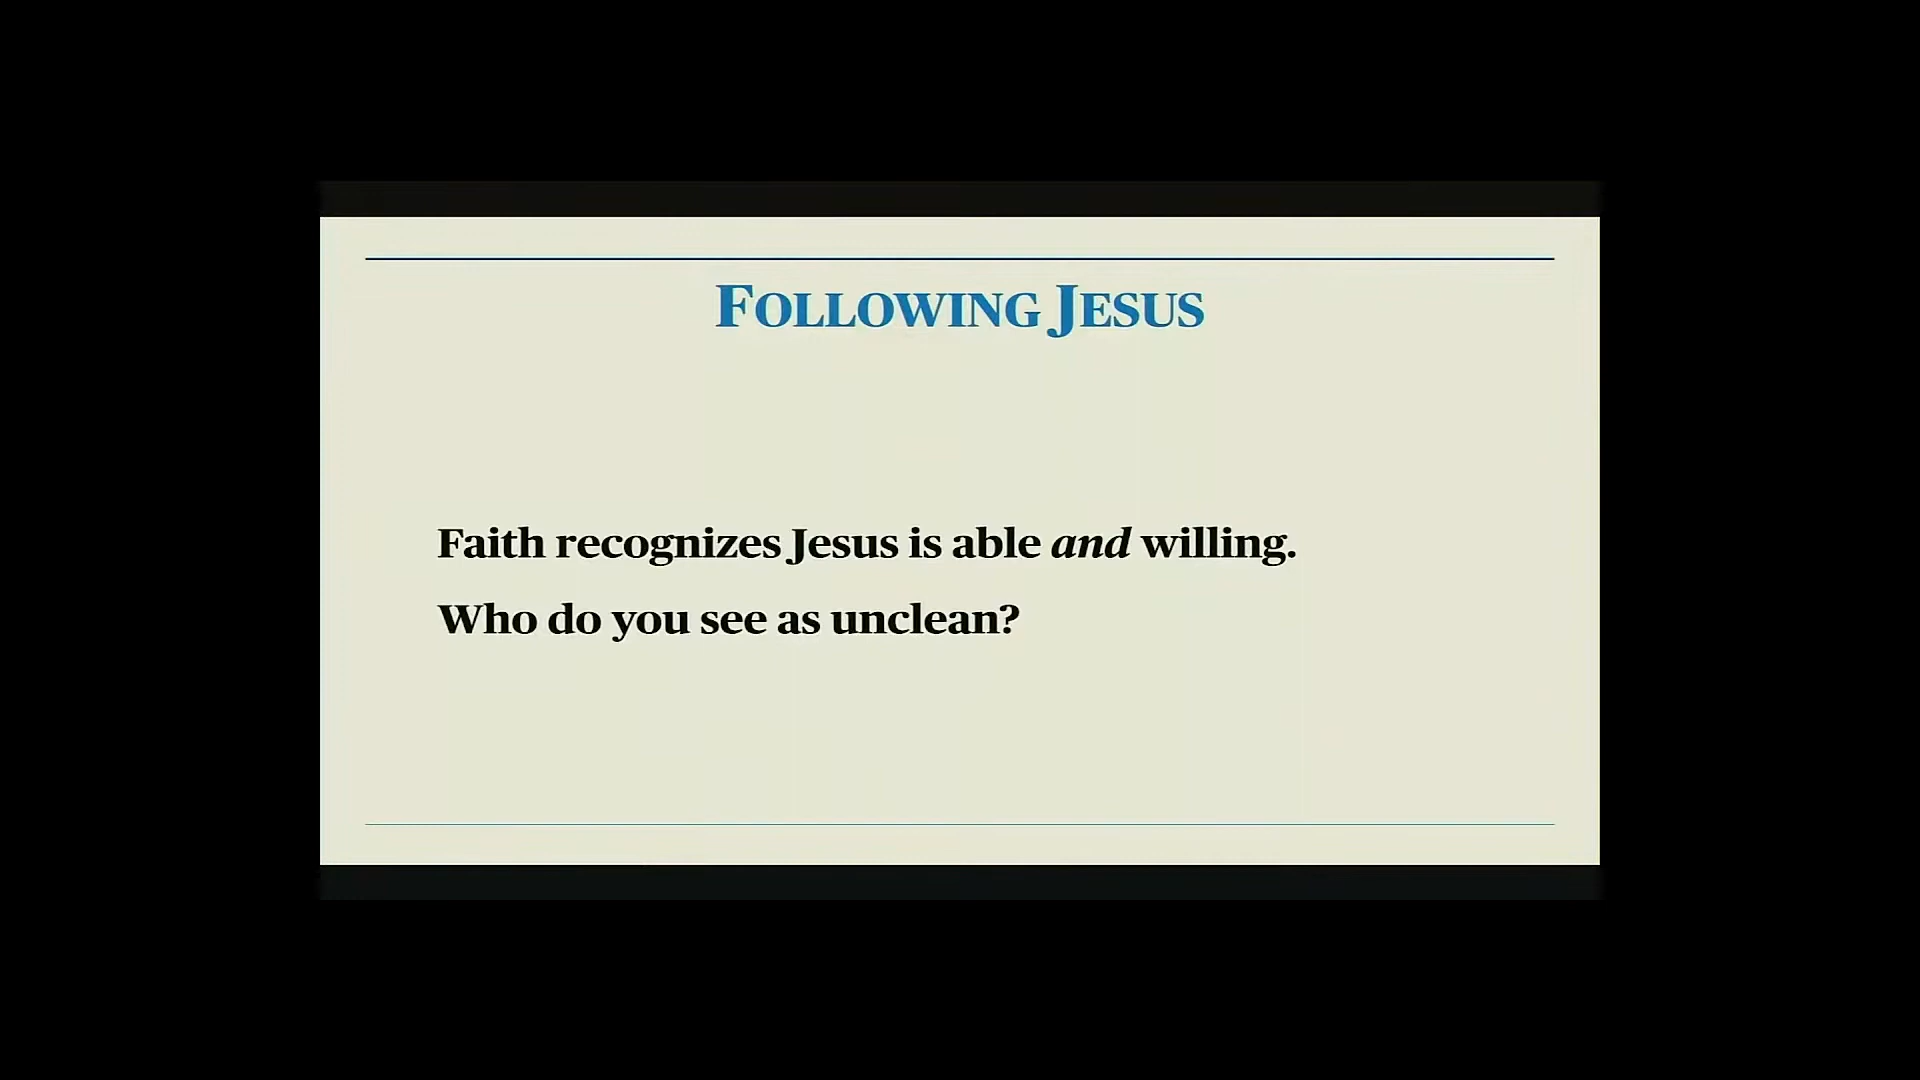 Following Jesus
Faith recognizes Jesus is able and willing.
Who do you see as unclean?